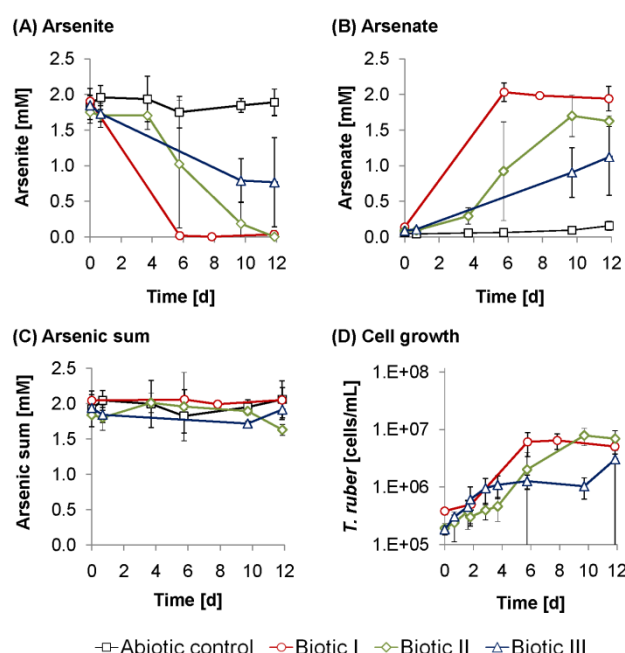 (A) Arsenite
(B) Arsenate
Arsenite [mM]
2.5
2.0
1.5
1.0
0.5
0.0
0 2 4 6 8 10 12
Time [d]
Arsenate [mM]
2.5
2.0
1.5
1.0
0.5
0.0
0 2 4 6 8 10 12
Time [d]
(C) Arsenic sum
(D) Cell growth
Arsenic sum [mM]
2.5
2.0
1.5
1.0
0.5
0.0
0 2 4 6 8 10 12
Time [d]
T. ruber [cells/mL]
1.E+08
1.E+07
1.E+06
1.E+05
0 2 4 6 8 10 12
Time [d]
Abiotic control Biotic I Biotic II Biotic III